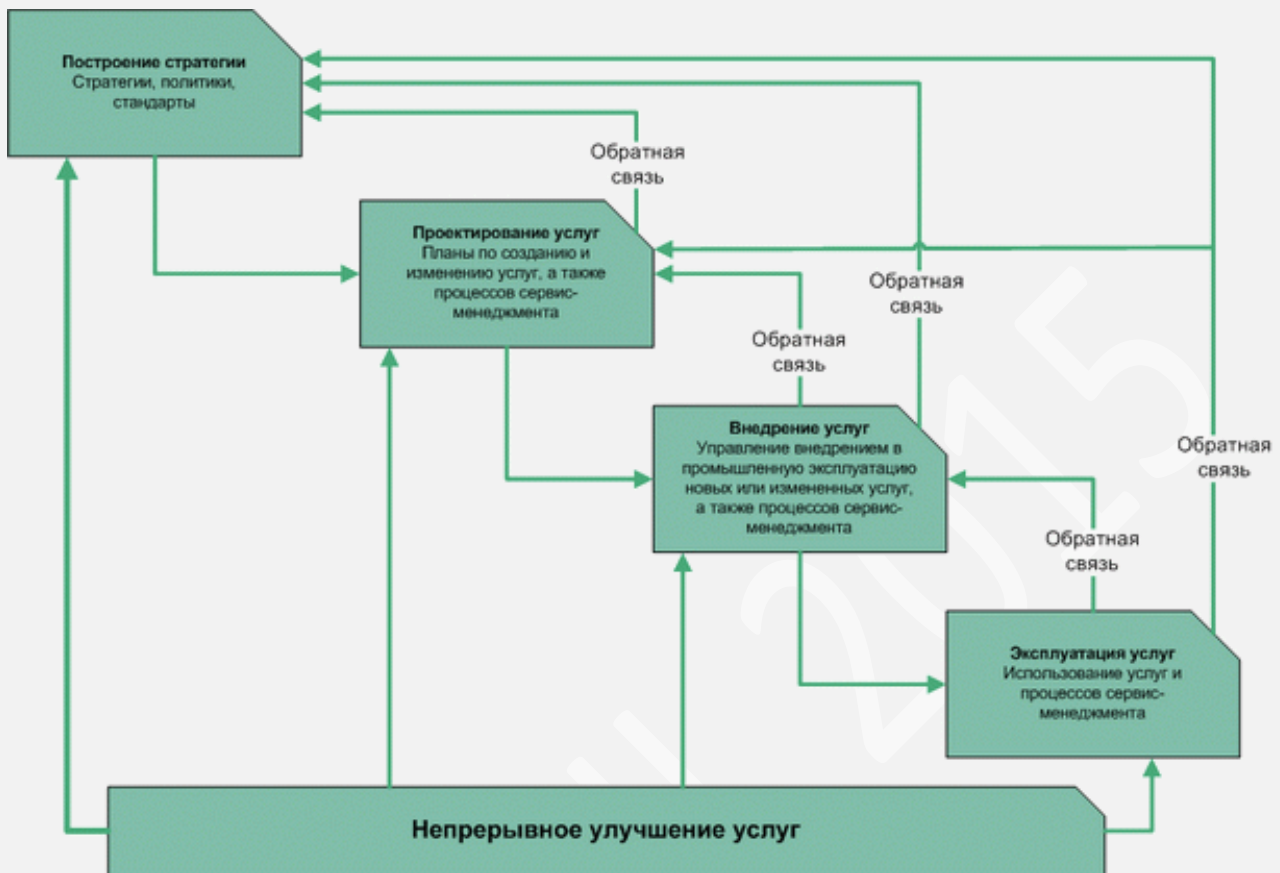 Построение стратегии
Стратегии, политики,
стандарты
Обратная
связь
Проектирование услуг
Планы по созданию и
изменению услуг, а также
процессов сервис-
менеджмента
Обратная
связь
Обратная
связь
Внедрение услуг
Управление внедрением в
промышленную эксплуатацию
новых или измененных услуг,
а также процессов сервис-
менеджмента
Обратная
связь
Обратная
связь
Эксплуатация услуг
Использование услуг и
процессов сервис-
менеджмента
Непрерывное улучшение услуг
2015